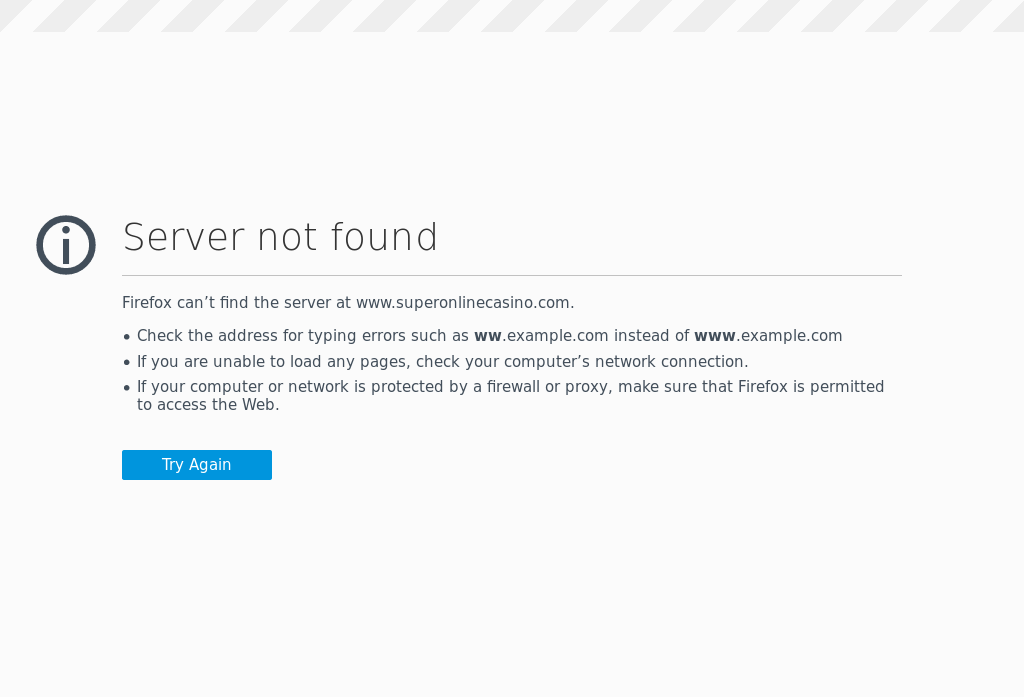 Server not found
Firefox can’t find the server at www.superonlinecasino.com.
• Check the address for typing errors such as ww.example.com instead of www.example.com
• If you are unable to load any pages, check your computer’s network connection.
• If your computer or network is protected by a firewall or proxy, make sure that Firefox is permitted
to access the Web.
Try Again